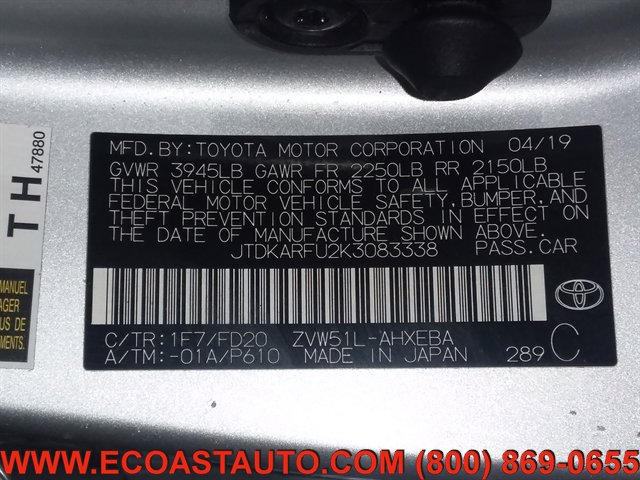 MFD. BY: TOYOTA MOTOR CORPORATION 04/19
GVWR 3945LB GAWR FR 2250LB RR 2150LB
THIS VEHICLE CONFORMS TO ALL APPLICABLE
FEDERAL MOTOR VEHICLE SAFETY, BUMPER, AND
THEFT PREVENTION STANDARDS IN EFFECT ON
THE DATE OF MANUFACTURE SHOWN ABOVE.
JTDKARFU2K3083338 PASS. CAR
C/TR: 1F7/FD20 ZVW51L-AHXEBA
A/TM: -01A/P610 MADE IN JAPAN 289 C
TOYOTA
TH
47880
MANUEL
AGER
US DE
WWW.ECOASTAUTO.COM (800) 869-0655